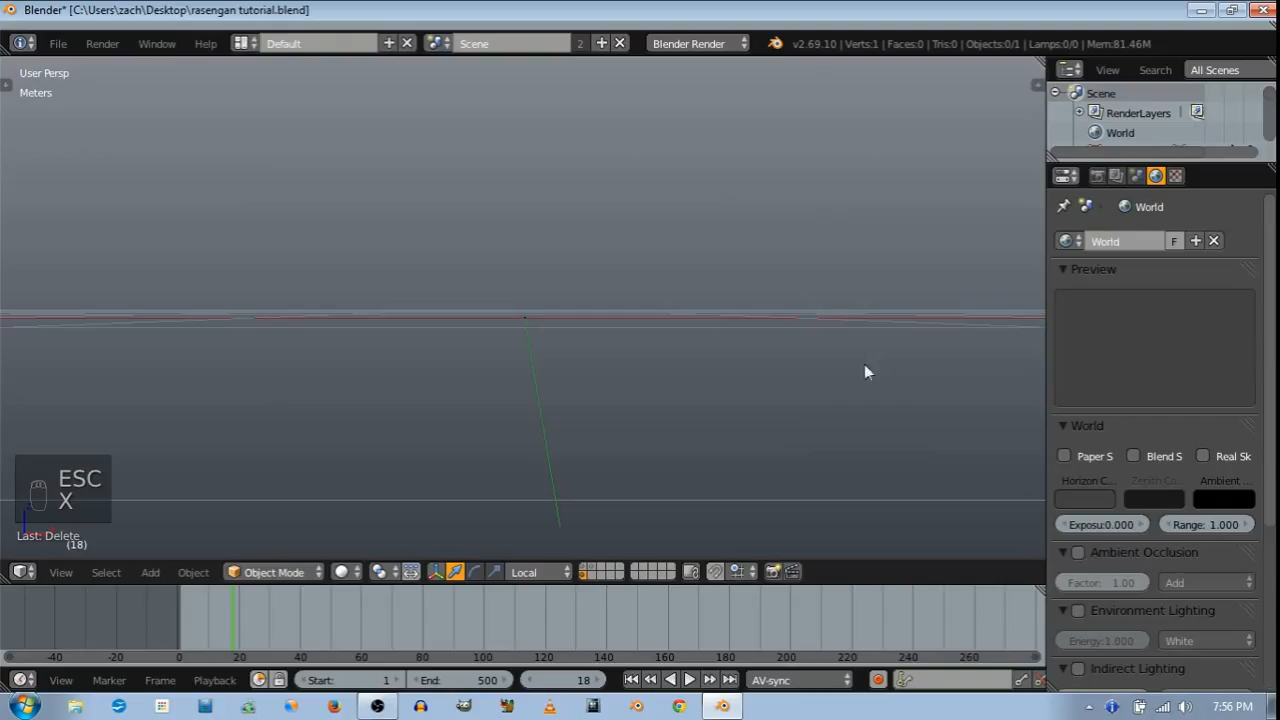 Blender* [C:\Users\zach\Desktop\rasengan tutorial.blend]
File Render Window Help Default Scene 2 Blender Render v2.69.10 | Verts:1 | Faces:0 | Tris:0 | Objects:0/1 | Lamps:0/0 | Mem:81.46M
View Search All Scenes
User Persp
Meters
Scene
RenderLayers
World
World
World F
Preview
World
Paper S Blend S Real Sk
Horizon C... Zenith Co... Ambient ...
Exposu:0.000 Range: 1.000
Ambient Occlusion
Factor: 1.00 Add
Environment Lighting
Energy:1.000 White
Indirect Lighting
ESC
X
Last: Delete
(18)
View Select Add Object Object Mode Local
-40 -20 0 20 40 60 80 100 120 140 160 180 200 220 240 260
View Marker Frame Playback Start: 1 End: 500 18 AV-sync
7:56 PM